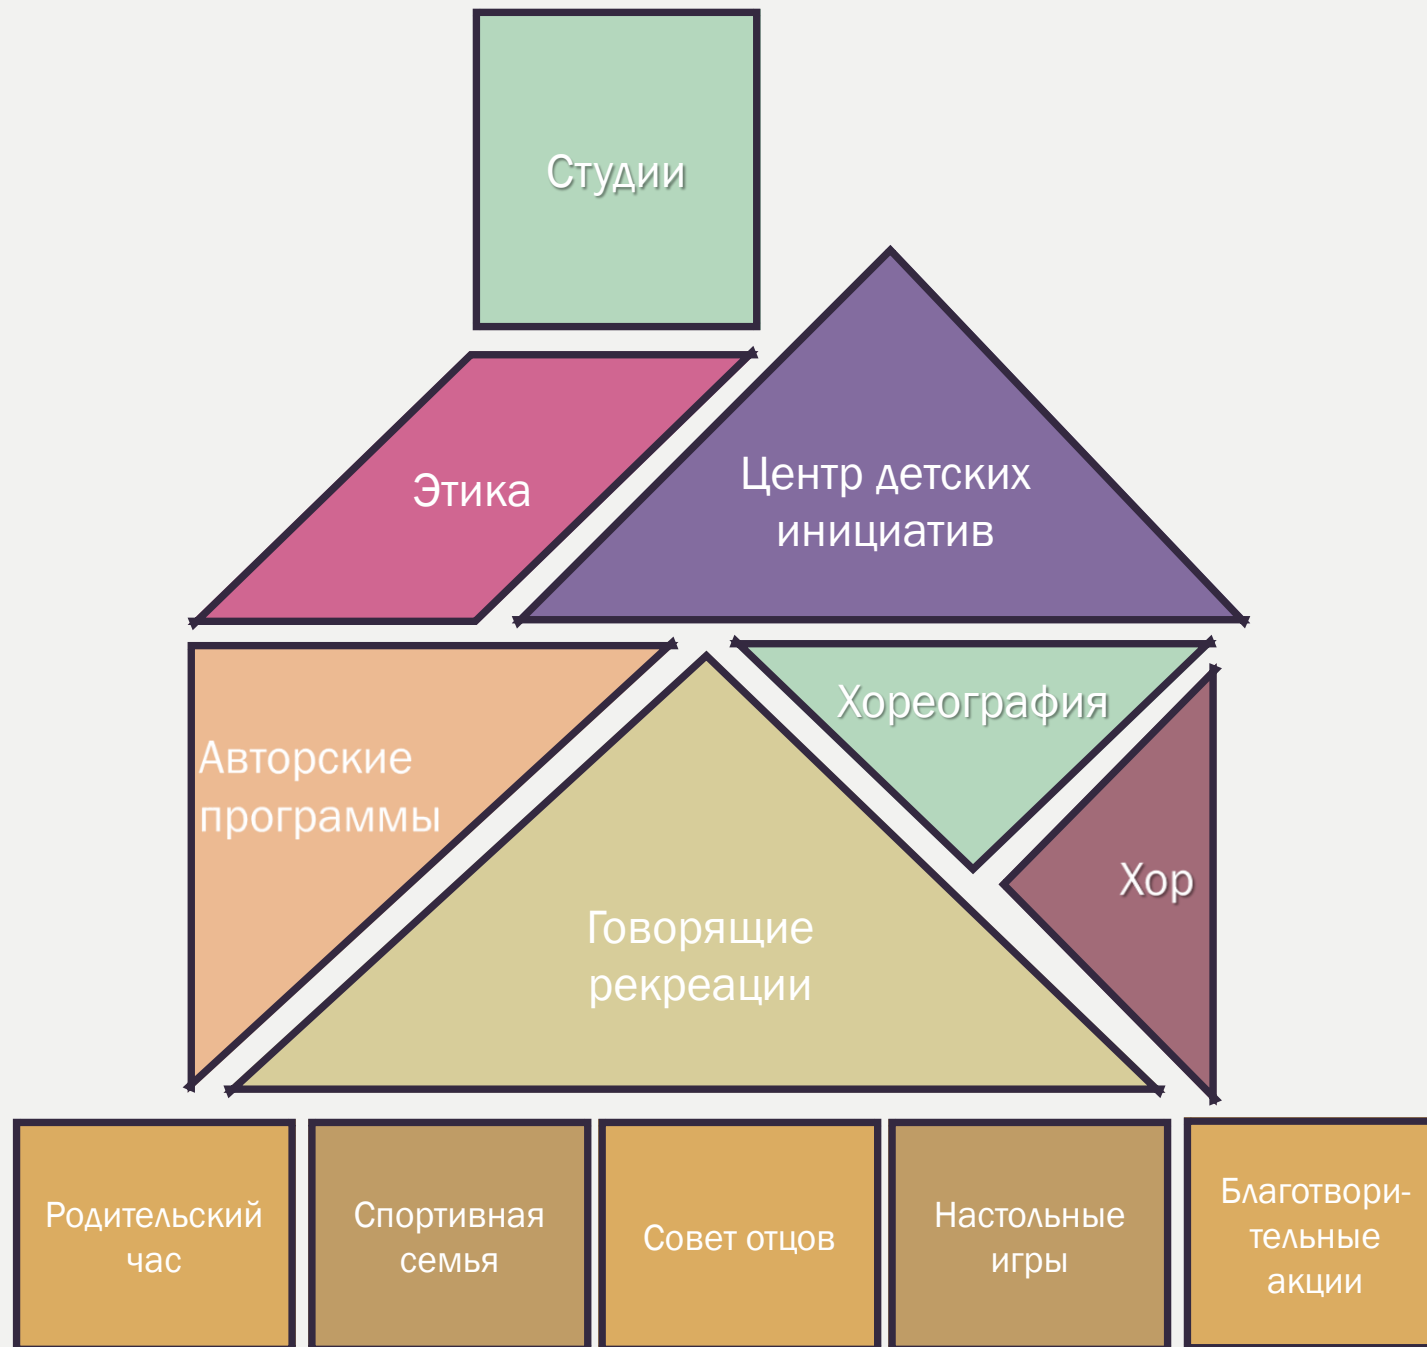 Студии
Этика
Центр детских
инициатив
Авторские
программы
Хореография
Хор
Говорящие
рекреации
Родительский
час
Спортивная
семья
Совет отцов
Настольные
игры
Благотвори-
тельные
акции